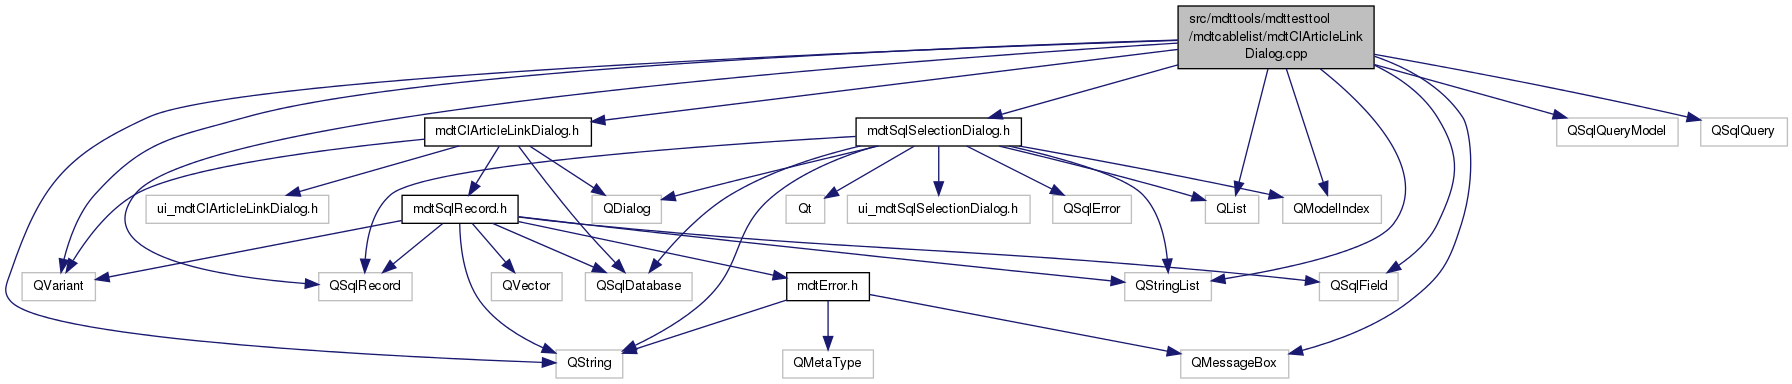 src/mdttools/mdttesttool
/mdtcablelist/mdtClArticleLink
Dialog.cpp
mdtClArticleLinkDialog.h
mdtSqlSelectionDialog.h
QSqlQueryModel
QSqlQuery
ui_mdtClArticleLinkDialog.h
mdtSqlRecord.h
QDialog
Qt
ui_mdtSqlSelectionDialog.h
QSqlError
QList
QModelIndex
QVariant
QSqlRecord
QVector
QSqlDatabase
mdtError.h
QStringList
QSqlField
QString
QMetaType
QMessageBox